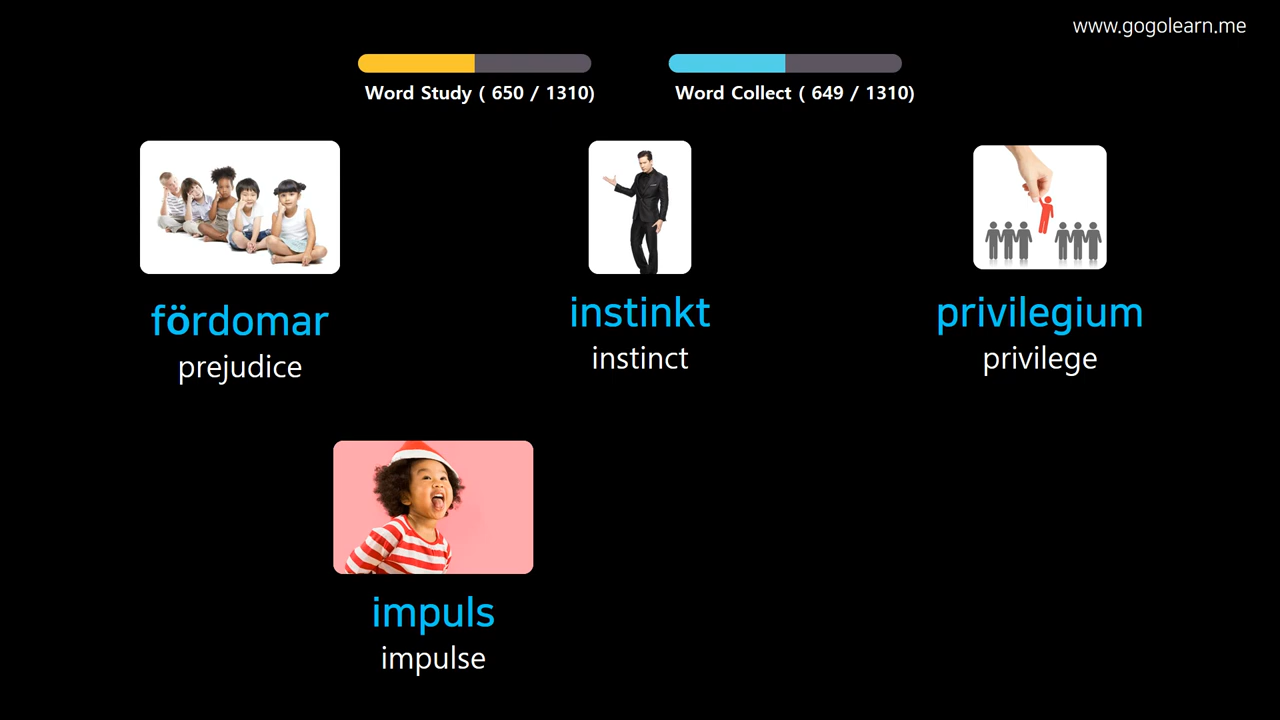 www.gogolearn.me
Word Study ( 650 / 1310)
Word Collect ( 649 / 1310)
fördomar
prejudice
instinkt
instinct
privilegium
privilege
impuls
impulse